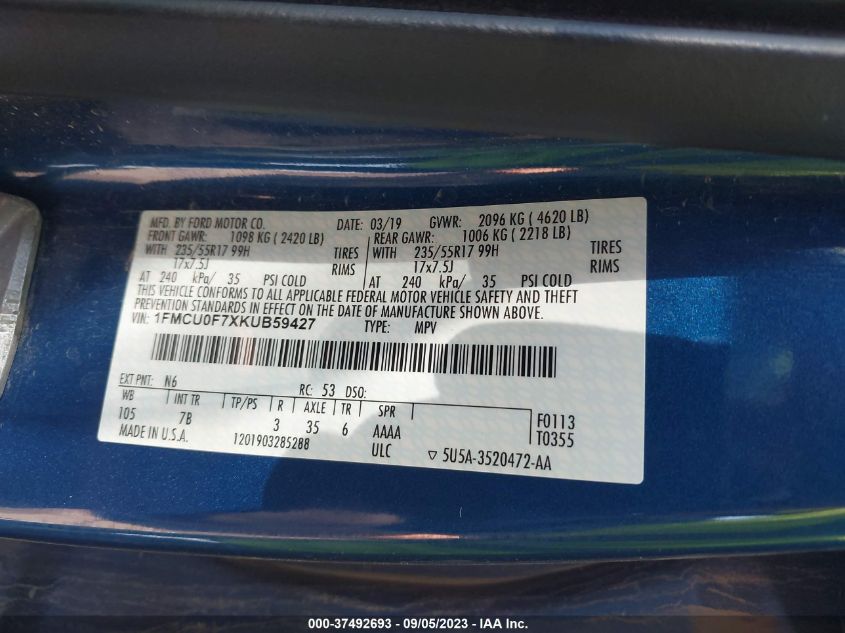 MFD. BY FORD MOTOR CO. DATE: 03/19 GVWR: 2096 KG ( 4620 LB)
FRONT GAWR: 1098 KG ( 2420 LB) REAR GAWR: 1006 KG ( 2218 LB)
WITH 235/55R17 99H TIRES WITH 235/55R17 99H TIRES
17x7.5J RIMS 17x7.5J RIMS
AT 240 kPa/ 35 PSI COLD AT 240 kPa/ 35 PSI COLD
THIS VEHICLE CONFORMS TO ALL APPLICABLE FEDERAL MOTOR VEHICLE SAFETY AND THEFT
PREVENTION STANDARDS IN EFFECT ON THE DATE OF MANUFACTURE SHOWN ABOVE.
VIN: 1FMCU0F7XKUB59427 TYPE: MPV
EXT PNT: N6 RC: 53 DSO:
WB INT TR TP/PS R AXLE TR SPR F0113
105 7B 3 35 6 AAAA T0355
MADE IN U.S.A. 1201903285288 ULC ▽ 5U5A-3520472-AA
000-37492693 - 09/05/2023 - IAA Holdings, LLC.